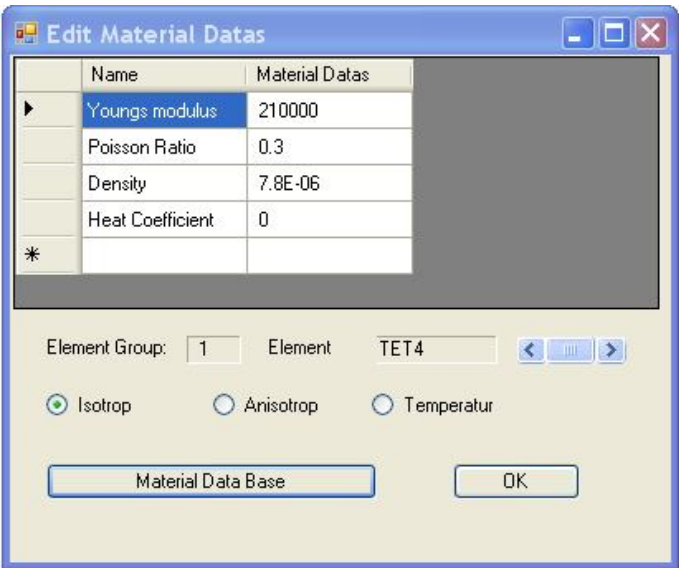 Edit Material Datas
Name Material Datas
Youngs modulus 210000
Poisson Ratio 0.3
Density 7.8E-06
Heat Coefficient 0
Element Group: 1 Element TET4
Isotrop Anisotrop Temperatur
Material Data Base OK